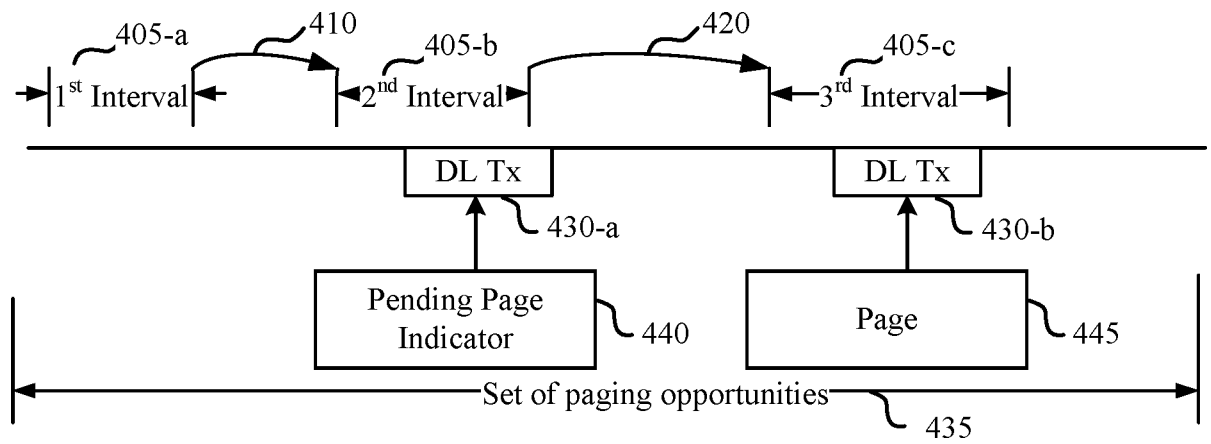 405-a 410 405-b 420 405-c
1st Interval 2nd Interval 3rd Interval
DL Tx DL Tx
430-a 430-b
Pending Page
Indicator
440
Page
445
Set of paging opportunities
435